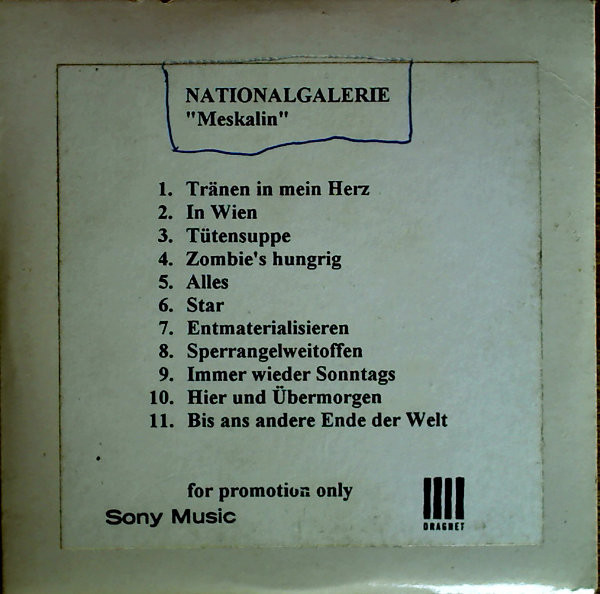 NATIONALGALERIE
"Meskalin"
1. Tränen in mein Herz
2. In Wien
3. Tütensuppe
4. Zombie's hungrig
5. Alles
6. Star
7. Entmaterialisieren
8. Sperrangelweitoffen
9. Immer wieder Sonntags
10. Hier und Übermorgen
11. Bis ans andere Ende der Welt
for promotion only
Sony Music
DRAGNET